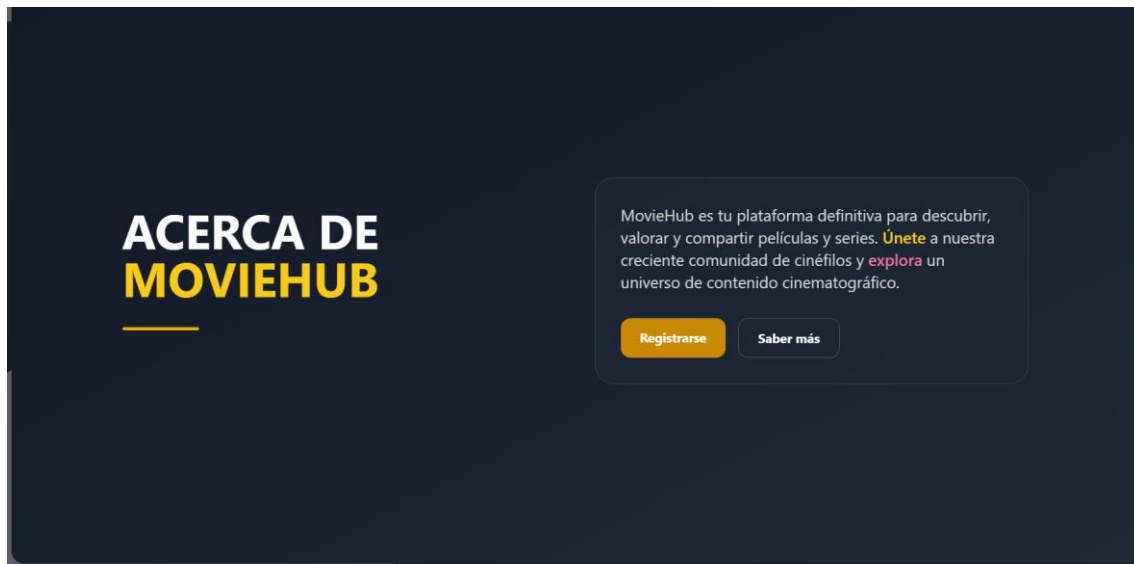 ACERCA DE
MOVIEHUB
MovieHub es tu plataforma definitiva para descubrir,
valorar y compartir películas y series. Únete a nuestra
creciente comunidad de cinéfilos y explora un
universo de contenido cinematográfico.
Registrarse
Saber más